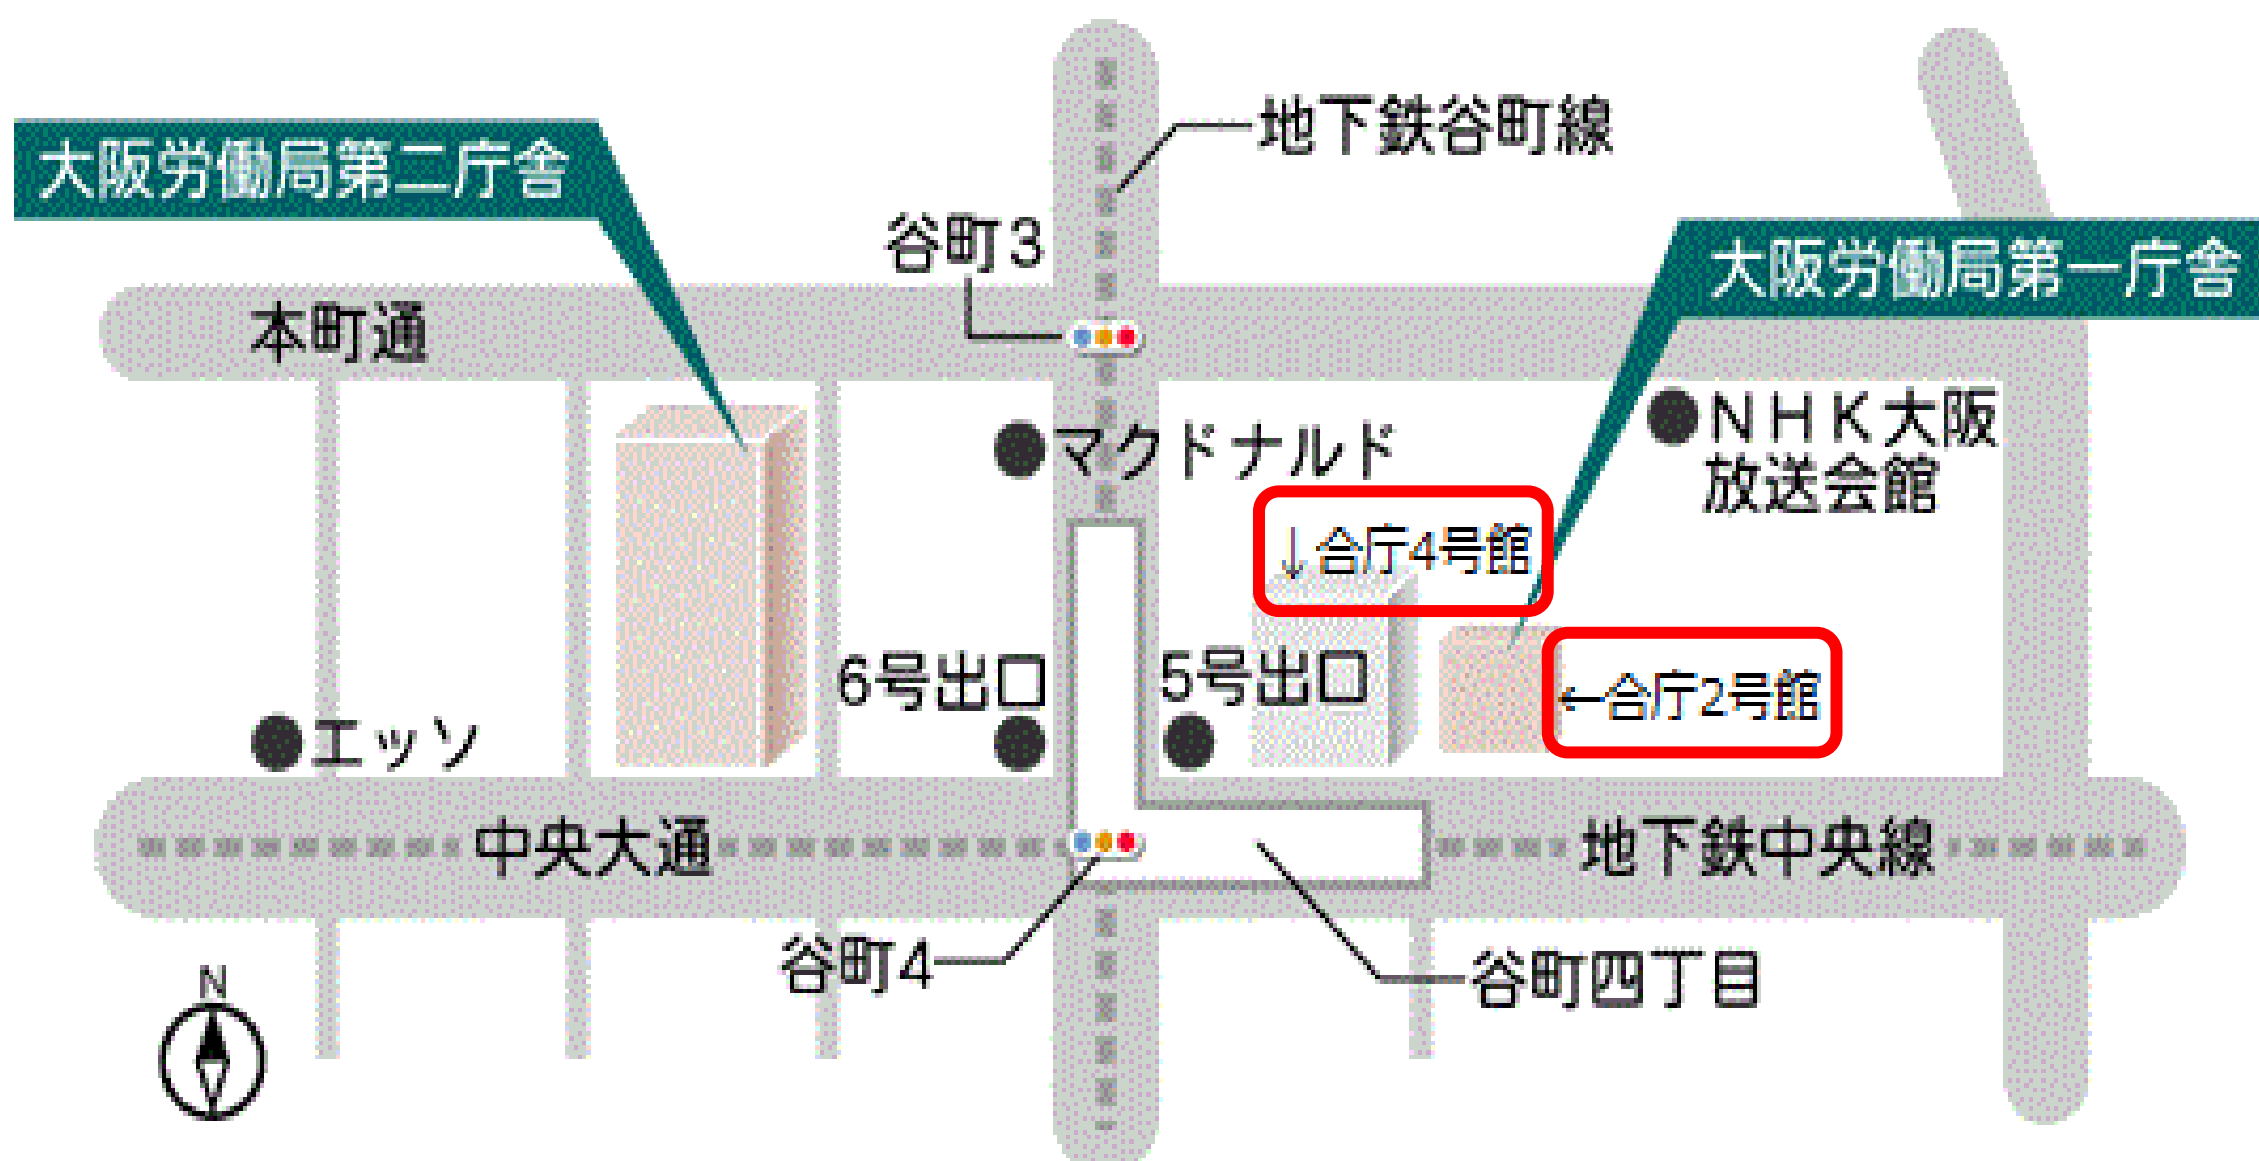 地下鉄谷町線
大阪労働局第二庁舎
谷町3
大阪労働局第一庁舎
本町通
マクドナルド
NHK大阪
放送会館
↓合庁4号館
6号出口
5号出口
←合庁2号館
エッソ
中央大通
地下鉄中央線
谷町4
谷町四丁目
N